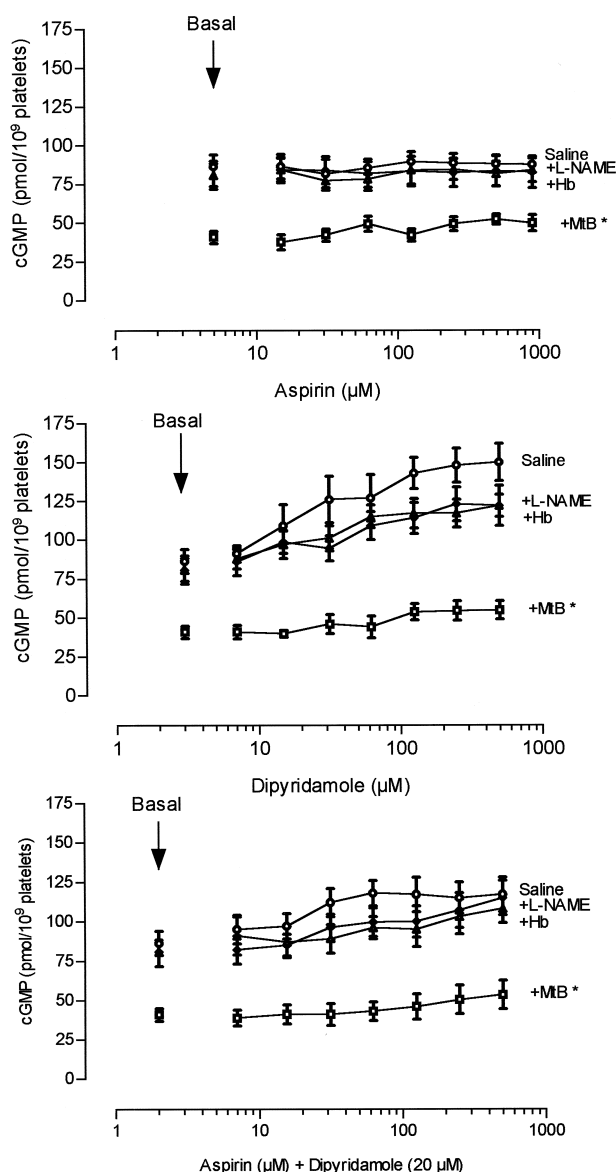 Basal
175
150
125
100
75
50
25
0
cGMP (pmol/10⁹ platelets)
Saline
+L-NAME
+Hb
+MtB *
1 10 100 1000
Aspirin (µM)
Basal
175
150
125
100
75
50
25
0
cGMP (pmol/10⁹ platelets)
Saline
+L-NAME
+Hb
+MtB *
1 10 100 1000
Dipyridamole (µM)
Basal
175
150
125
100
75
50
25
0
cGMP (pmol/10⁹ platelets)
Saline
+L-NAME
+Hb
+MtB *
1 10 100 1000
Aspirin (µM) + Dipyridamole (20 µM)